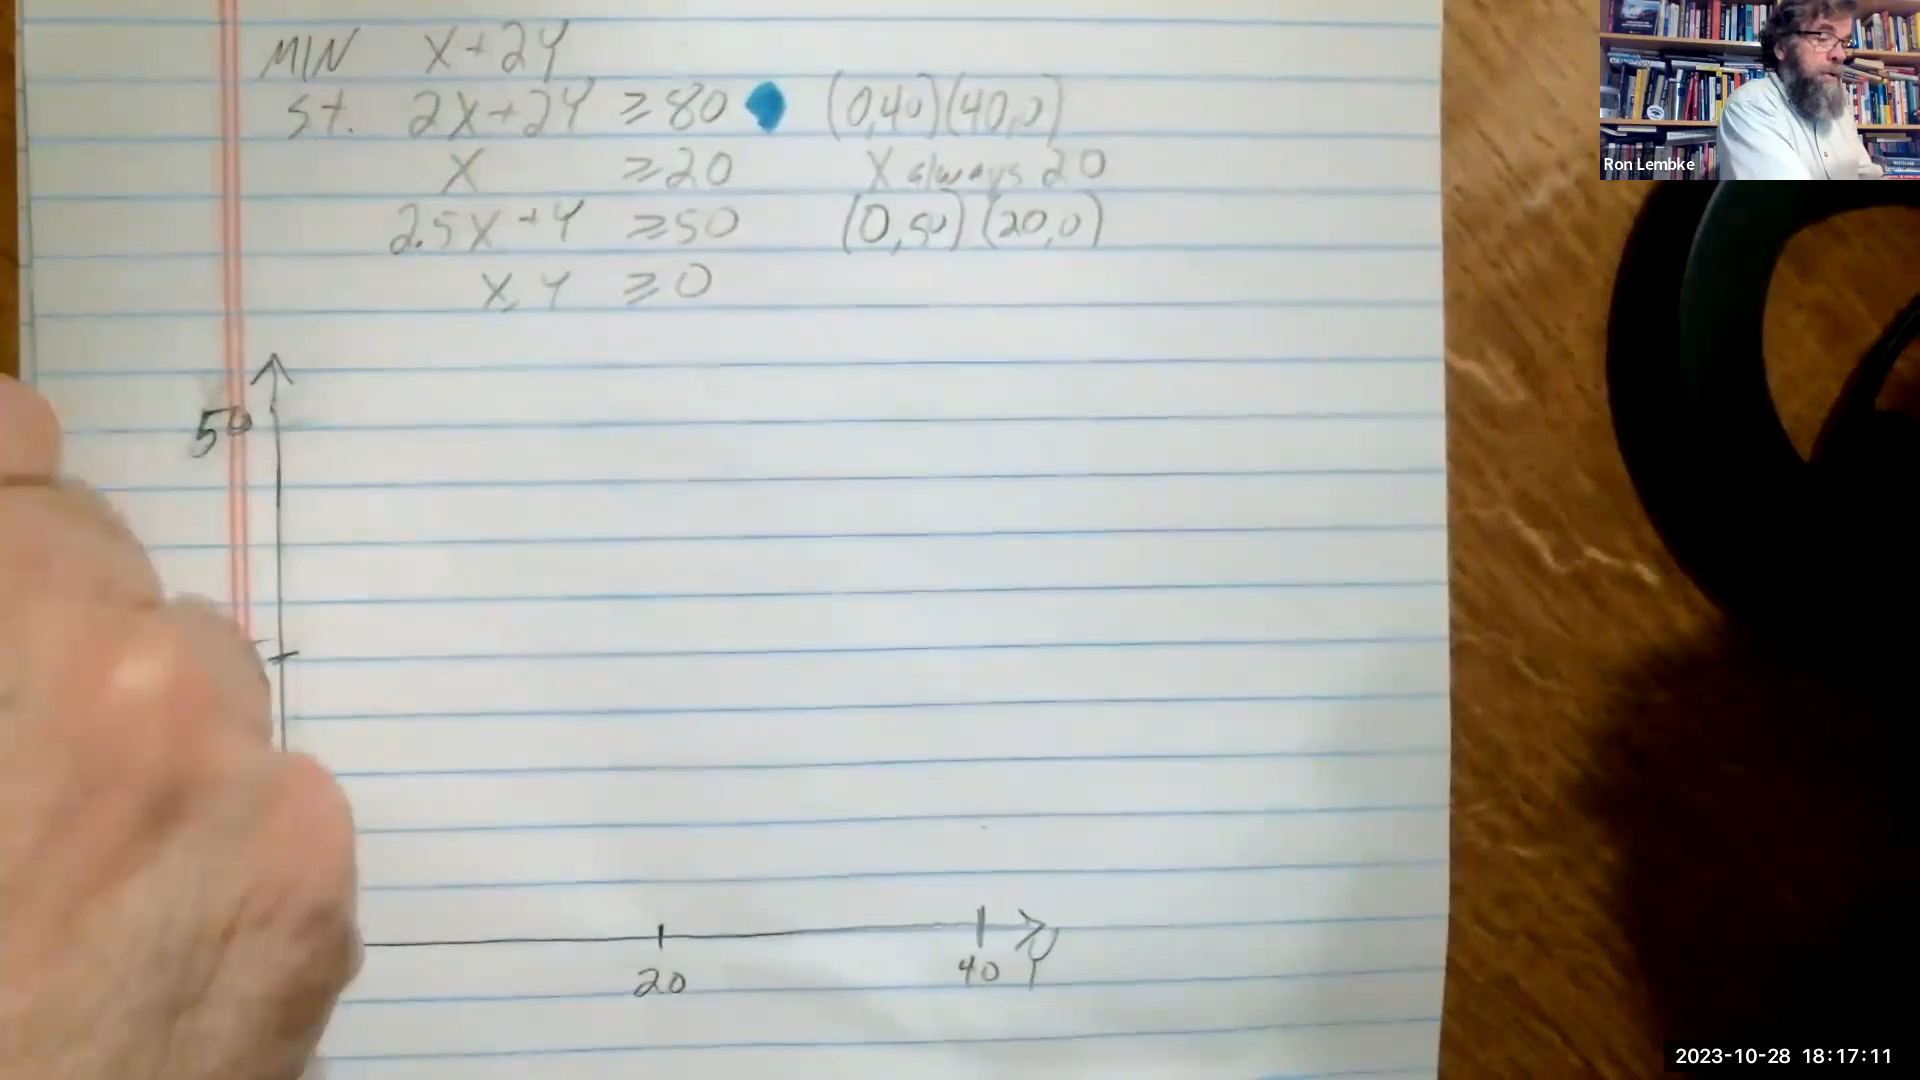 MIN X+2Y
st. 2X+2Y ≥80 (0,40)(40,0)
X ≥20 X always 20
2.5X+Y ≥50 (0,50) (20,0)
X, Y ≥0
50
20
40 Y
Ron Lembke
2023-10-28 18:17:11